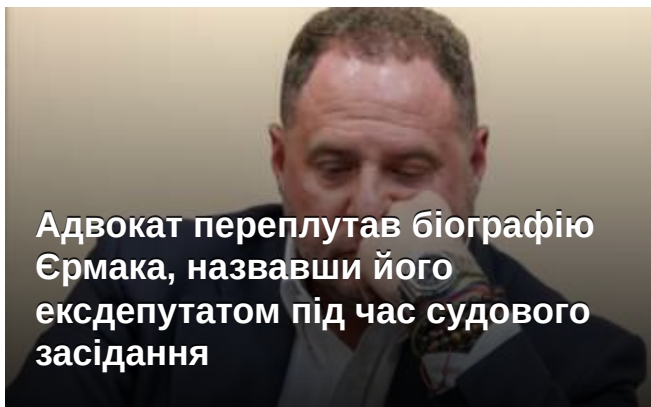 Адвокат переплутав біографію
Єрмака, назвавши його
ексдепутатом під час судового
засідання